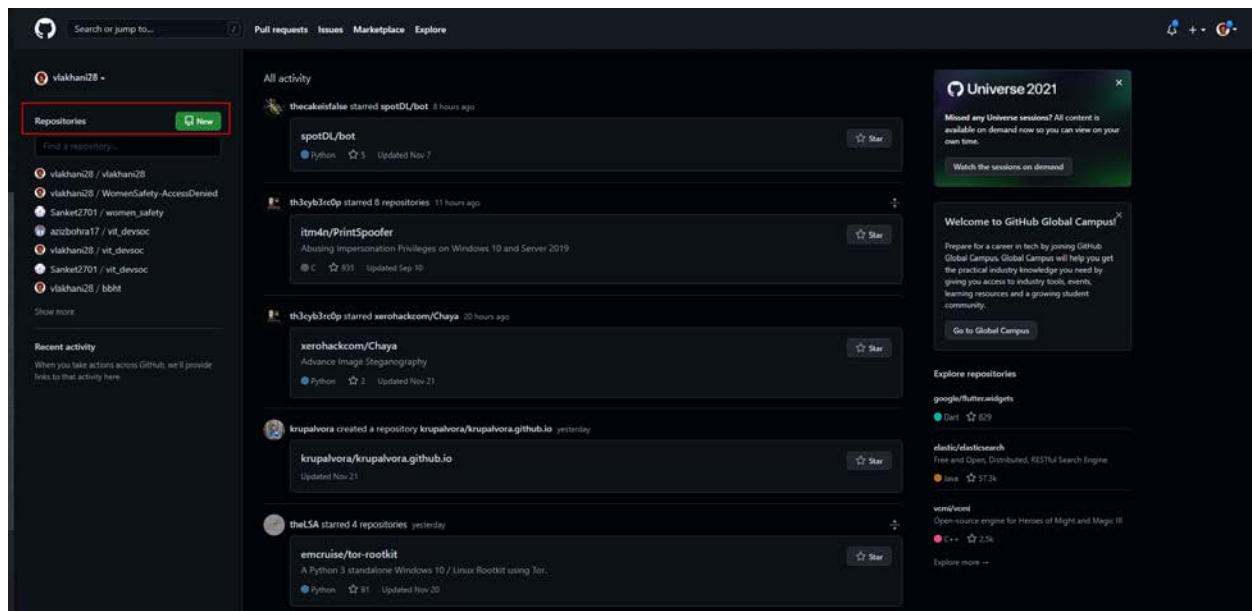 Search or jump to...
/
Pull requests Issues Marketplace Explore
vlakhani28
Repositories
New
Find a repository...
vlakhani28 / vlakhani28
vlakhani28 / WomenSafety-AccessDenied
Sanket2701 / women_safety
azizbohra17 / vit_devsoc
vlakhani28 / vit_devsoc
Sanket2701 / vit_devsoc
vlakhani28 / bbht
Show more
Recent activity
When you take actions across GitHub, we'll provide
links to that activity here.
All activity
thecakeisfalse starred spotDL/bot 8 hours ago
spotDL/bot
Star
Python 5 Updated Nov 7
th3cyb3rc0p starred 8 repositories 11 hours ago
itm4n/PrintSpoofer
Star
Abusing Impersonation Privileges on Windows 10 and Server 2019
C 935 Updated Sep 10
th3cyb3rc0p starred xerohackcom/Chaya 20 hours ago
xerohackcom/Chaya
Star
Advance Image Steganography
Python 2 Updated Nov 21
krupalvora created a repository krupalvora/krupalvora.github.io yesterday
krupalvora/krupalvora.github.io
Star
Updated Nov 21
theLSA starred 4 repositories yesterday
emcruise/tor-rootkit
Star
A Python 3 standalone Windows 10 / Linux Rootkit using Tor.
Python 81 Updated Nov 20
Universe 2021
Missed any Universe sessions? All content is
available on demand now so you can view on your
own time.
Watch the sessions on demand
Welcome to GitHub Global Campus!
Prepare for a career in tech by joining GitHub
Global Campus. Global Campus will help you get
the practical industry knowledge you need by
giving you access to industry tools, events,
learning resources and a growing student
community.
Go to Global Campus
Explore repositories
google/flutter.widgets
Dart 829
elastic/elasticsearch
Free and Open, Distributed, RESTful Search Engine
Java 57.3k
vcmi/vcmi
Open-source engine for Heroes of Might and Magic III
C++ 2.5k
Explore more →